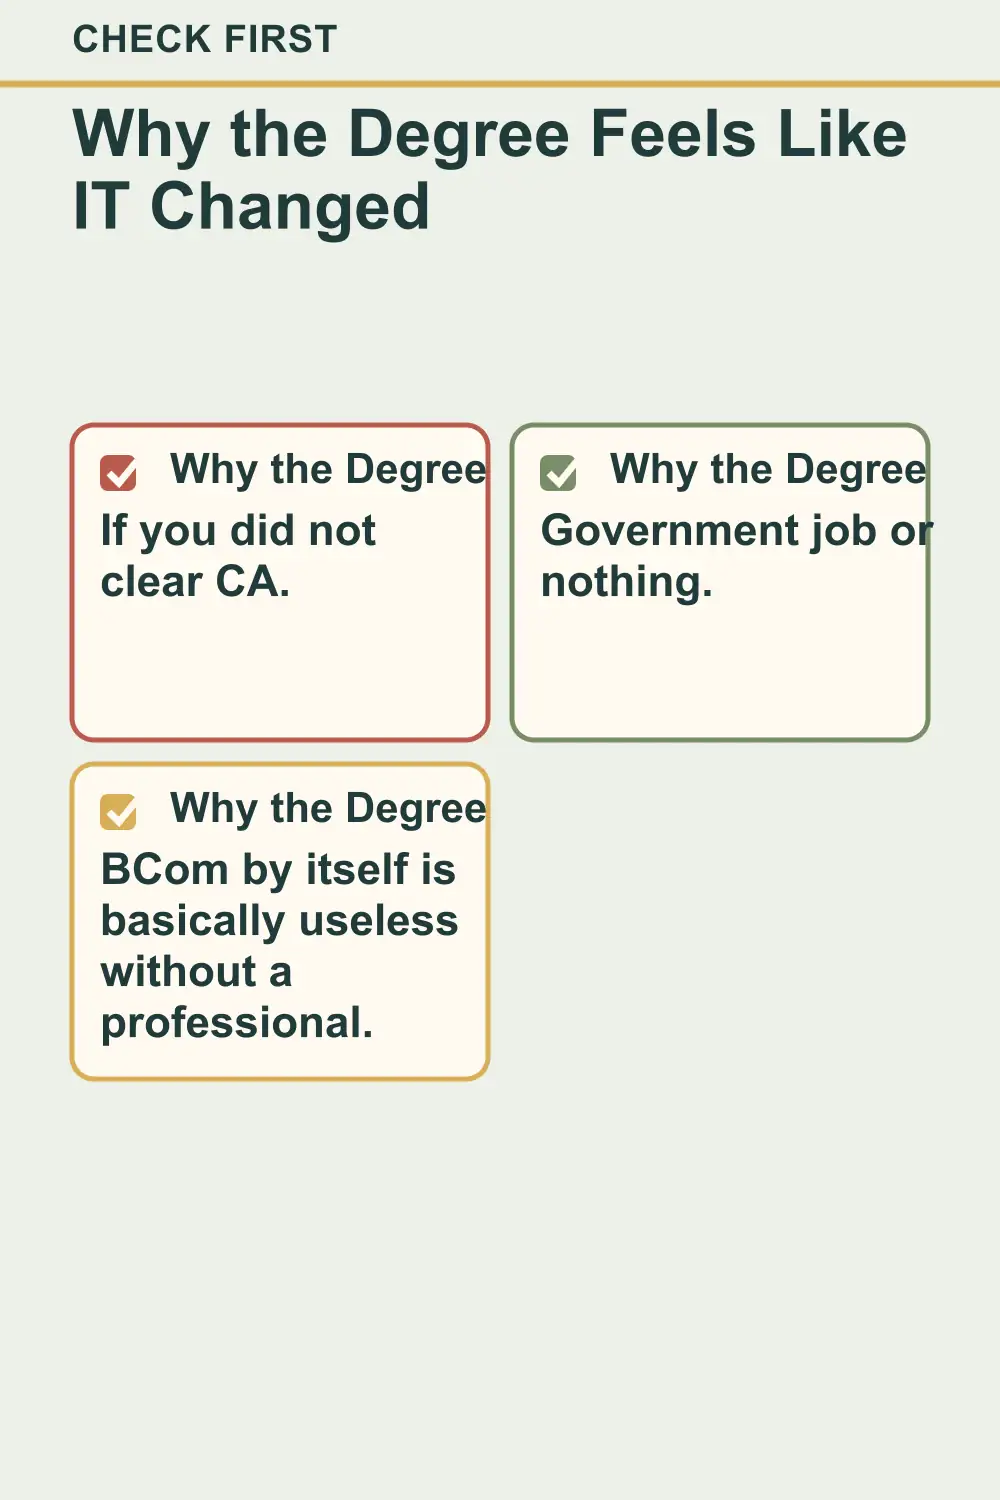 CHECK FIRST
Why the Degree Feels Like
IT Changed
Why the Degree
If you did not
clear CA.
Why the Degree
Government job or
nothing.
Why the Degree
BCom by itself is
basically useless
without a
professional.